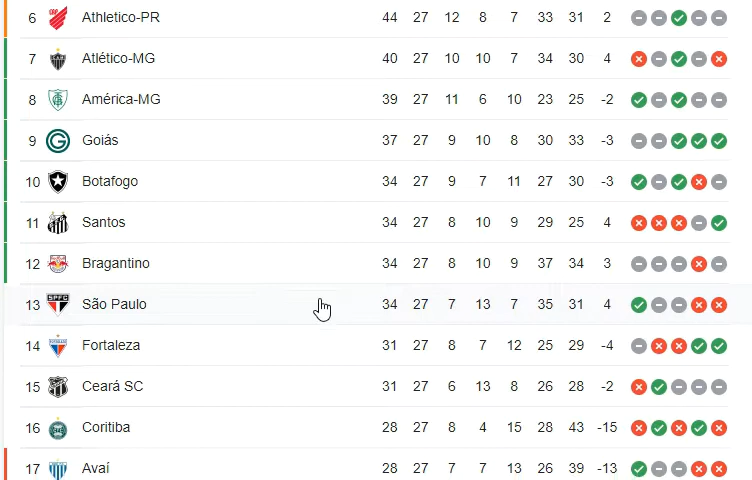 6 Athletico-PR 44 27 12 8 7 33 31 2
7 Atlético-MG 40 27 10 10 7 34 30 4
8 América-MG 39 27 11 6 10 23 25 -2
9 Goiás 37 27 9 10 8 30 33 -3
10 Botafogo 34 27 9 7 11 27 30 -3
11 Santos 34 27 8 10 9 29 25 4
12 Bragantino 34 27 8 10 9 37 34 3
13 SPFC São Paulo 34 27 7 13 7 35 31 4
14 Fortaleza 31 27 8 7 12 25 29 -4
15 Ceará SC 31 27 6 13 8 26 28 -2
16 Coritiba 28 27 8 4 15 28 43 -15
17 Avaí 28 27 7 7 13 26 39 -13